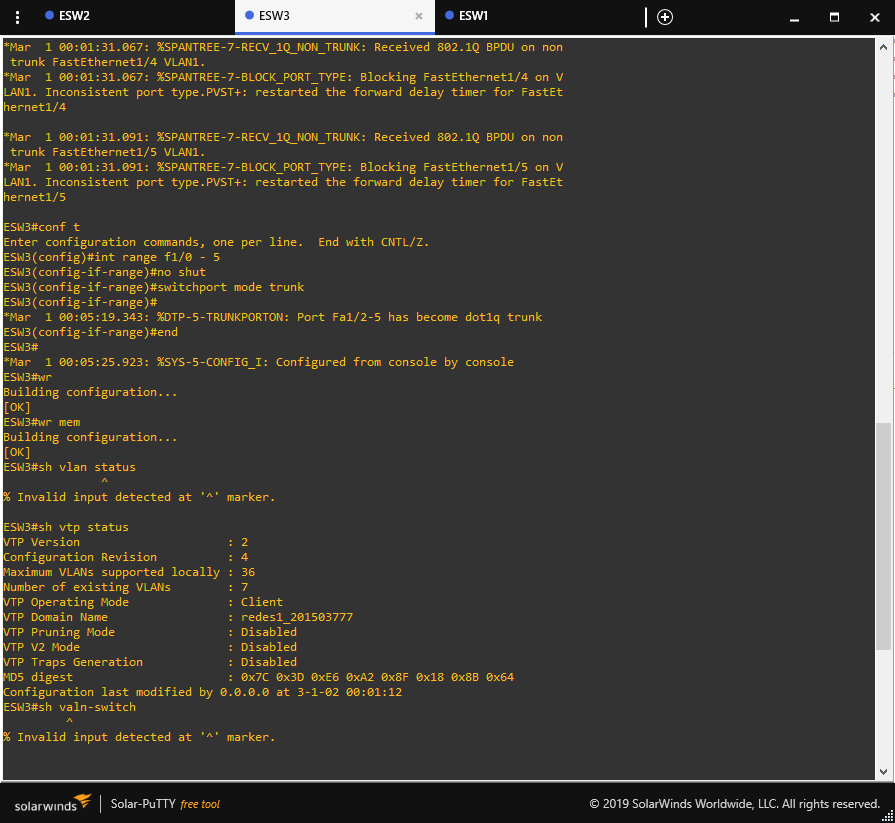 ESW2
ESW3
ESW1
*Mar  1 00:01:31.067: %SPANTREE-7-RECV_1Q_NON_TRUNK: Received 802.1Q BPDU on non
 trunk FastEthernet1/4 VLAN1.
*Mar  1 00:01:31.067: %SPANTREE-7-BLOCK_PORT_TYPE: Blocking FastEthernet1/4 on V
LAN1. Inconsistent port type.PVST+: restarted the forward delay timer for FastEt
hernet1/4
*Mar  1 00:01:31.091: %SPANTREE-7-RECV_1Q_NON_TRUNK: Received 802.1Q BPDU on non
 trunk FastEthernet1/5 VLAN1.
*Mar  1 00:01:31.091: %SPANTREE-7-BLOCK_PORT_TYPE: Blocking FastEthernet1/5 on V
LAN1. Inconsistent port type.PVST+: restarted the forward delay timer for FastEt
hernet1/5
ESW3#conf t
Enter configuration commands, one per line.  End with CNTL/Z.
ESW3(config)#int range f1/0 - 5
ESW3(config-if-range)#no shut
ESW3(config-if-range)#switchport mode trunk
ESW3(config-if-range)#
*Mar  1 00:05:19.343: %DTP-5-TRUNKPORTON: Port Fa1/2-5 has become dot1q trunk
ESW3(config-if-range)#end
ESW3#
*Mar  1 00:05:25.923: %SYS-5-CONFIG_I: Configured from console by console
ESW3#wr
Building configuration...
[OK]
ESW3#wr mem
Building configuration...
[OK]
ESW3#sh vlan status
              ^
% Invalid input detected at '^' marker.
ESW3#sh vtp status
VTP Version                     : 2
Configuration Revision          : 4
Maximum VLANs supported locally : 36
Number of existing VLANs        : 7
VTP Operating Mode              : Client
VTP Domain Name                 : redes1_201503777
VTP Pruning Mode                : Disabled
VTP V2 Mode                     : Disabled
VTP Traps Generation            : Disabled
MD5 digest                      : 0x7C 0x3D 0xE6 0xA2 0x8F 0x18 0x8B 0x64
Configuration last modified by 0.0.0.0 at 3-1-02 00:01:12
ESW3#sh valn-switch
         ^
% Invalid input detected at '^' marker.
solarwinds
Solar-PuTTY free tool
© 2019 SolarWinds Worldwide, LLC. All rights reserved.